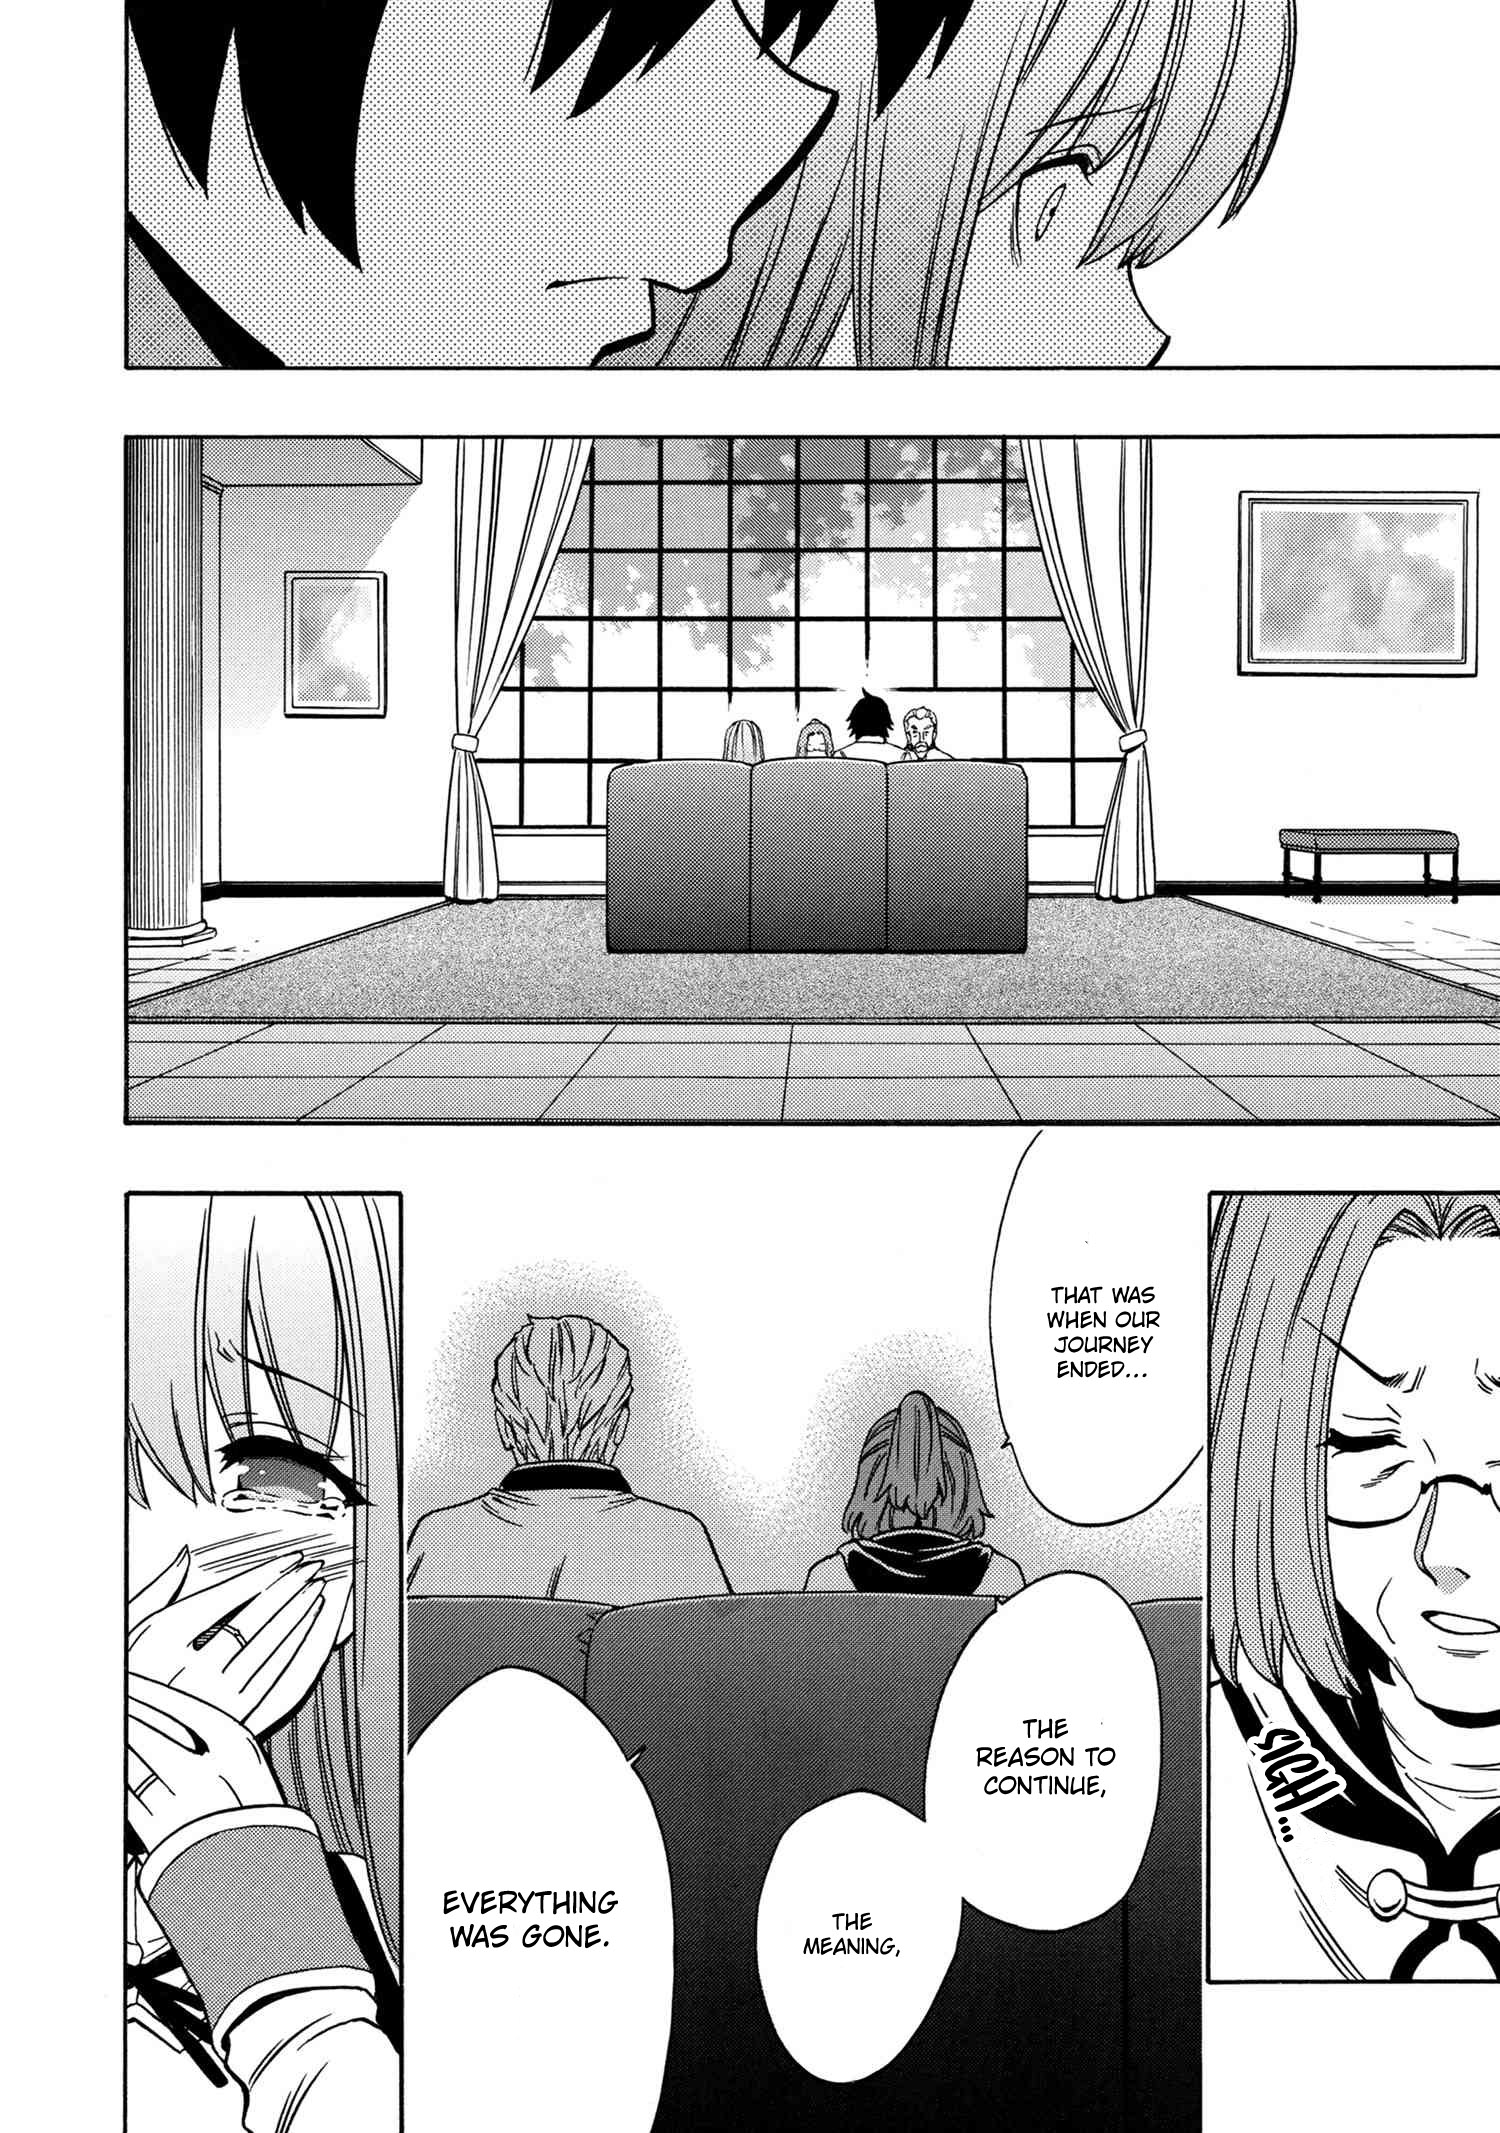 THAT WAS
WHEN OUR
JOURNEY
ENDED...
SIGH...
THE
REASON TO
CONTINUE,
THE
MEANING,
EVERYTHING
WAS GONE.